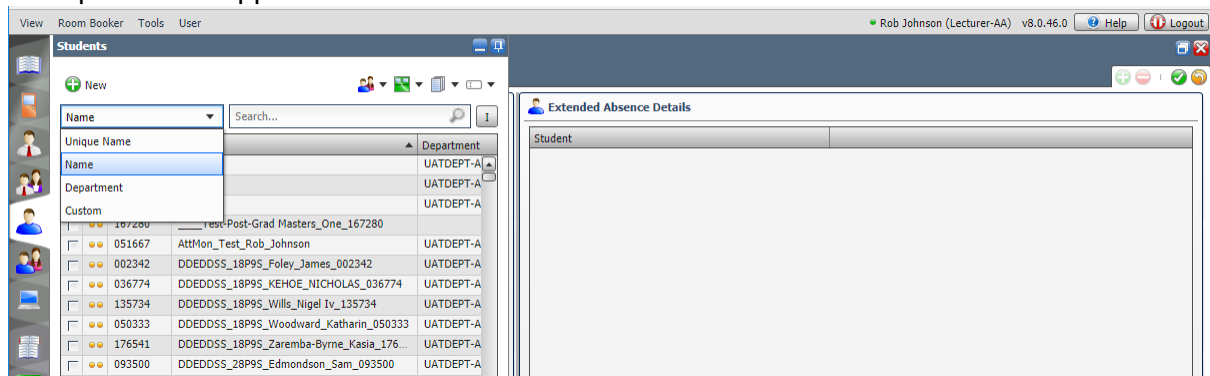 View Room Booker Tools User Rob Johnson (Lecturer-AA) v8.0.46.0 Help Logout
Students
New
Name Search... I
Extended Absence Details
Unique Name
Name
Department
Custom
Department
Student
UATDEPT-A
UATDEPT-A
UATDEPT-A
167280 ____Test-Post-Grad Masters_One_167280
051667 AttMon_Test_Rob_Johnson UATDEPT-A
002342 DDEDDSS_18P9S_Foley_James_002342 UATDEPT-A
036774 DDEDDSS_18P9S_KEHOE_NICHOLAS_036774 UATDEPT-A
135734 DDEDDSS_18P9S_Wills_Nigel Iv_135734 UATDEPT-A
050333 DDEDDSS_18P9S_Woodward_Katharin_050333 UATDEPT-A
176541 DDEDDSS_18P9S_Zaremba-Byrne_Kasia_176... UATDEPT-A
093500 DDEDDSS_28P9S_Edmondson_Sam_093500 UATDEPT-A